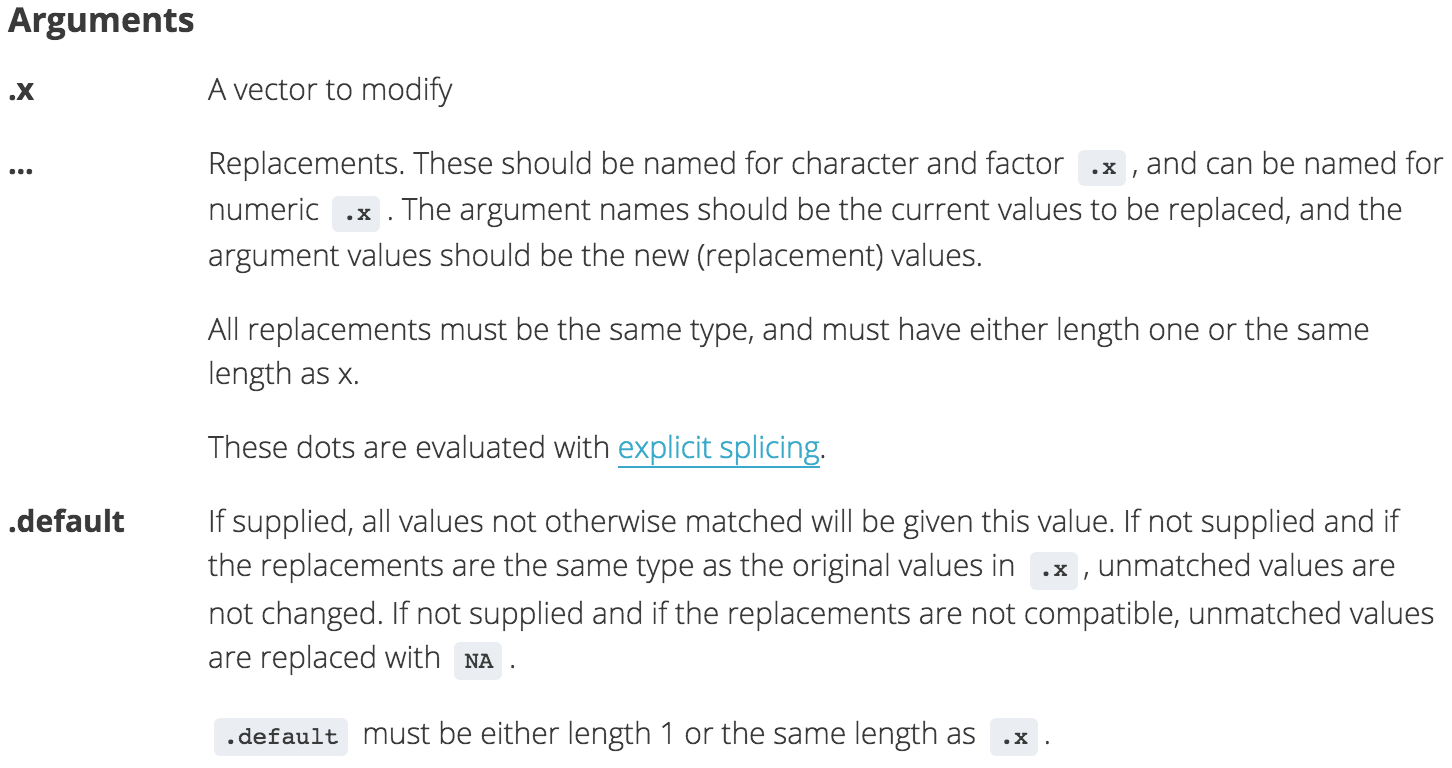 Arguments
.x A vector to modify
... Replacements. These should be named for character and factor .x , and can be named for
numeric .x . The argument names should be the current values to be replaced, and the
argument values should be the new (replacement) values.
All replacements must be the same type, and must have either length one or the same
length as x.
These dots are evaluated with explicit splicing.
.default If supplied, all values not otherwise matched will be given this value. If not supplied and if
the replacements are the same type as the original values in .x , unmatched values are
not changed. If not supplied and if the replacements are not compatible, unmatched values
are replaced with NA .
.default must be either length 1 or the same length as .x .